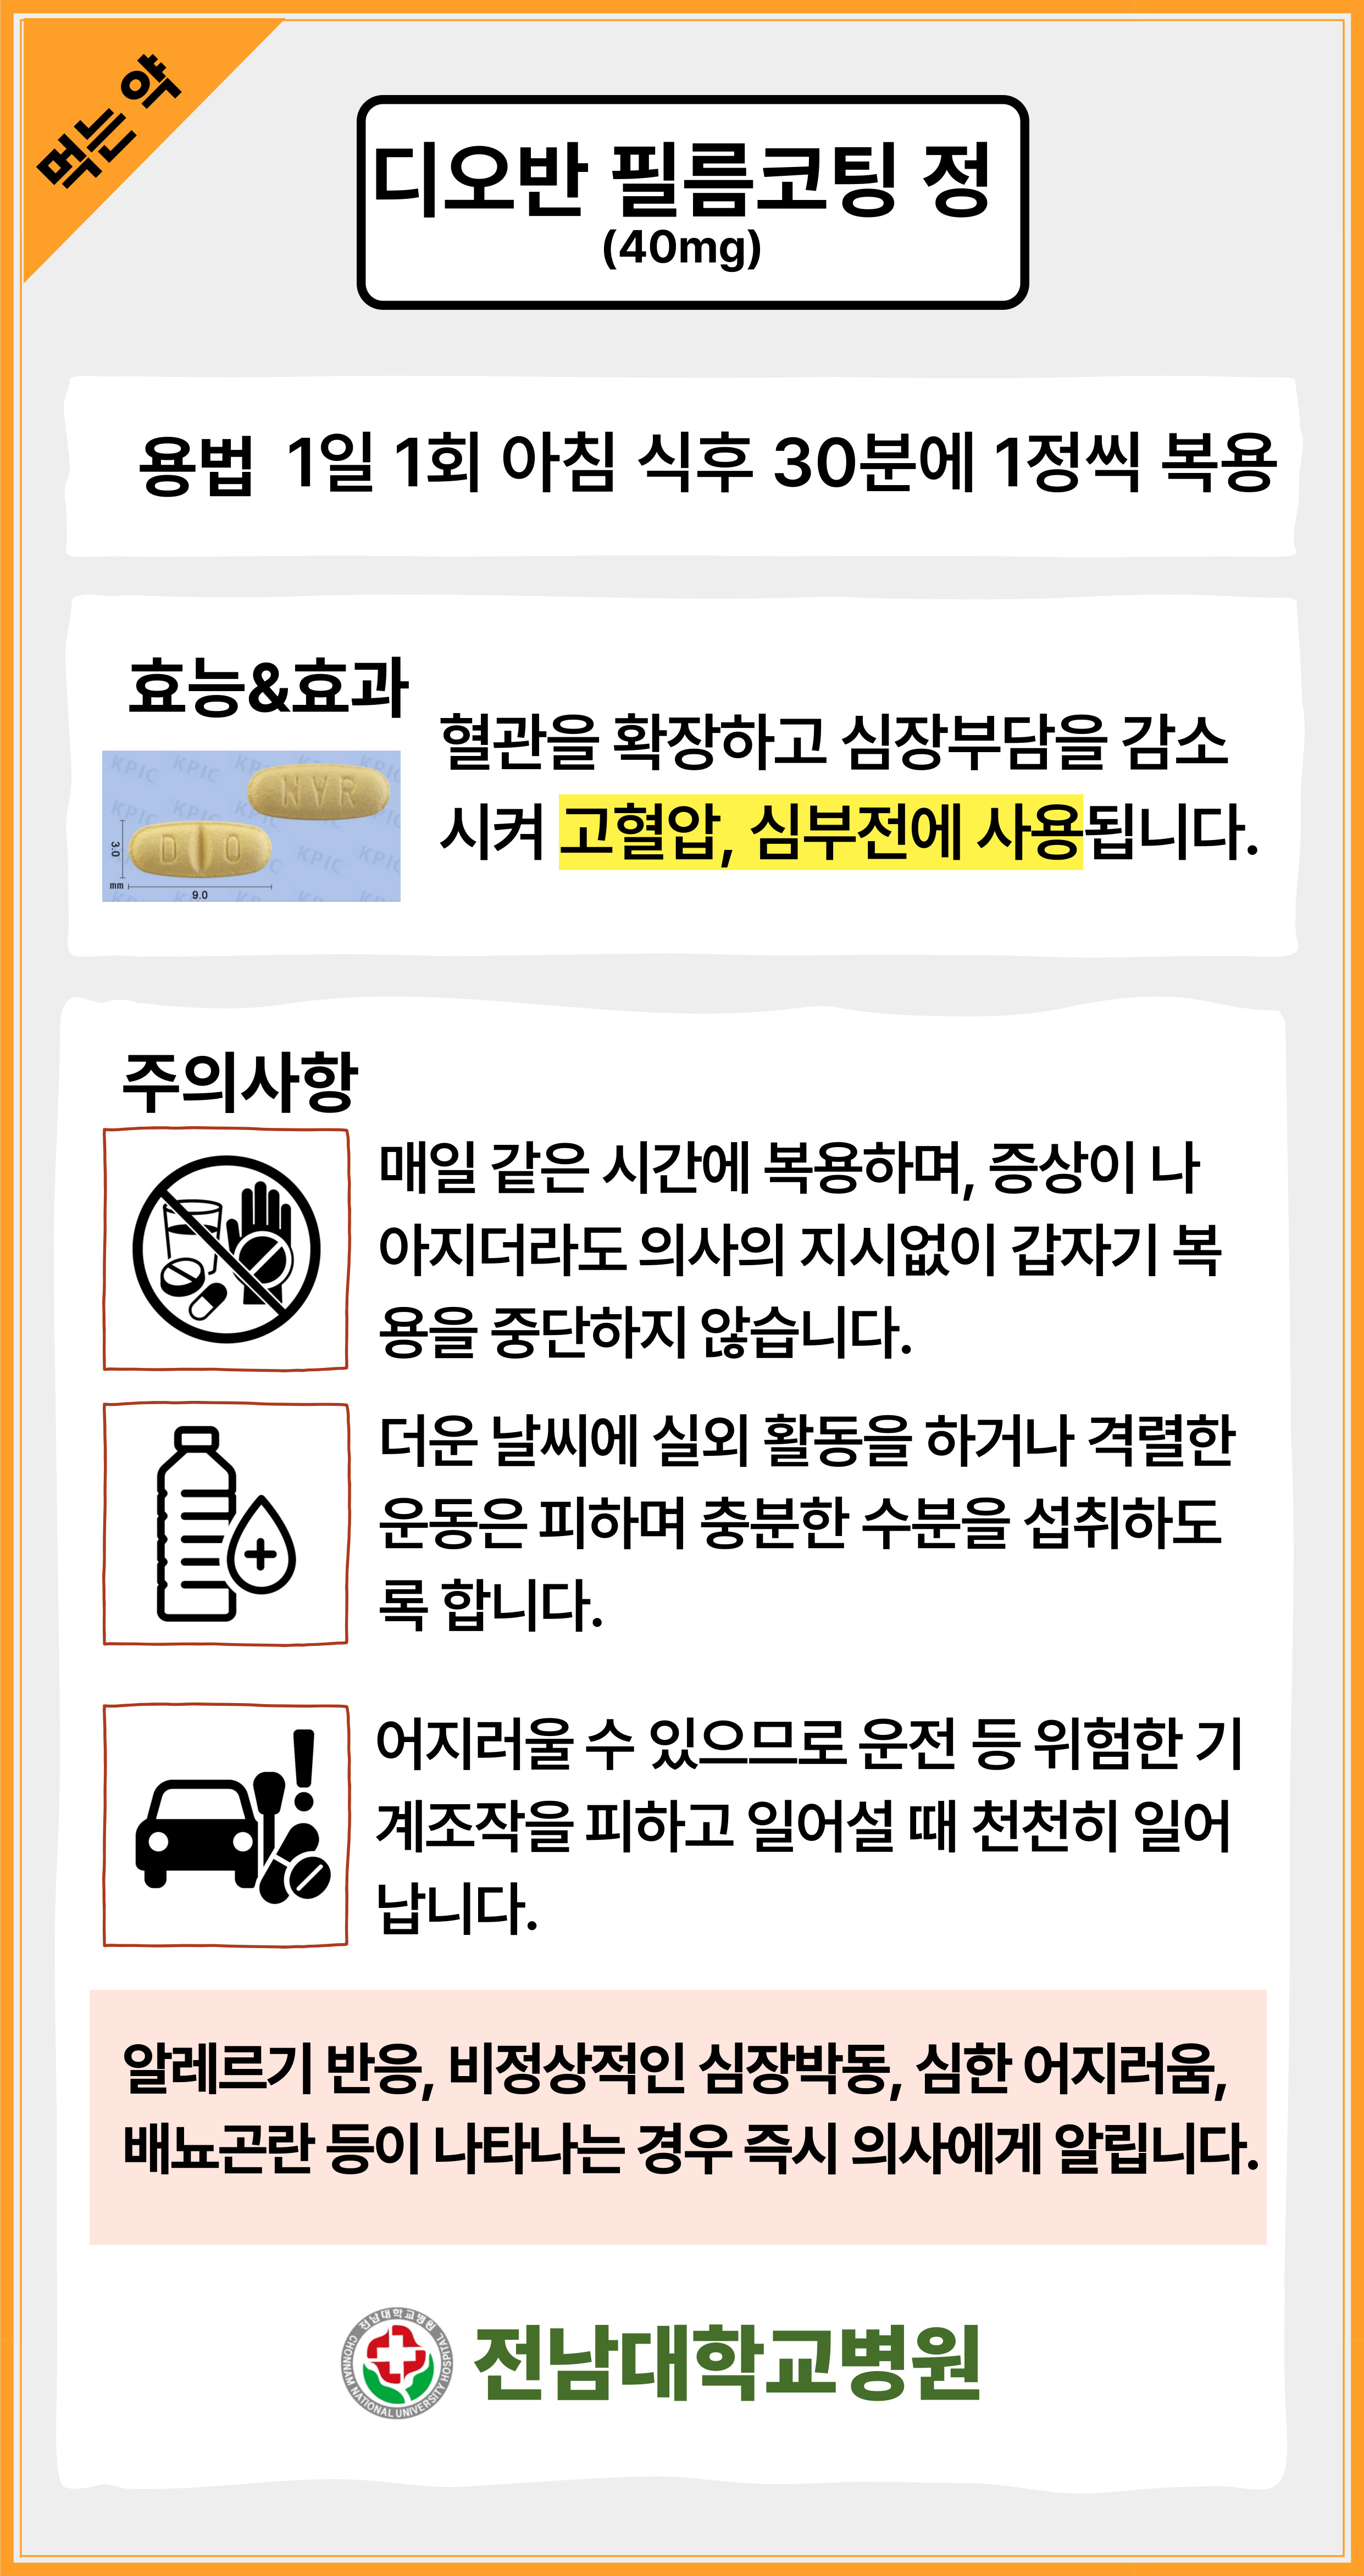 먹는 약
디오반 필름코팅 정
(40mg)
용법 1일 1회 아침 식후 30분에 1정씩 복용
효능&효과
혈관을 확장하고 심장부담을 감소
시켜 고혈압, 심부전에 사용됩니다.
KPIC KPIC KPIC
NVR
KPIC KPIC
D O
KPIC KPIC
3.0
mm
9.0
주의사항
매일 같은 시간에 복용하며, 증상이 나
아지더라도 의사의 지시없이 갑자기 복
용을 중단하지 않습니다.
더운 날씨에 실외 활동을 하거나 격렬한
운동은 피하며 충분한 수분을 섭취하도
록 합니다.
어지러울 수 있으므로 운전 등 위험한 기
계조작을 피하고 일어설 때 천천히 일어
납니다.
알레르기 반응, 비정상적인 심장박동, 심한 어지러움,
배뇨곤란 등이 나타나는 경우 즉시 의사에게 알립니다.
전남대학교병원
CHONNAM NATIONAL UNIVERSITY HOSPITAL
전남대학교병원